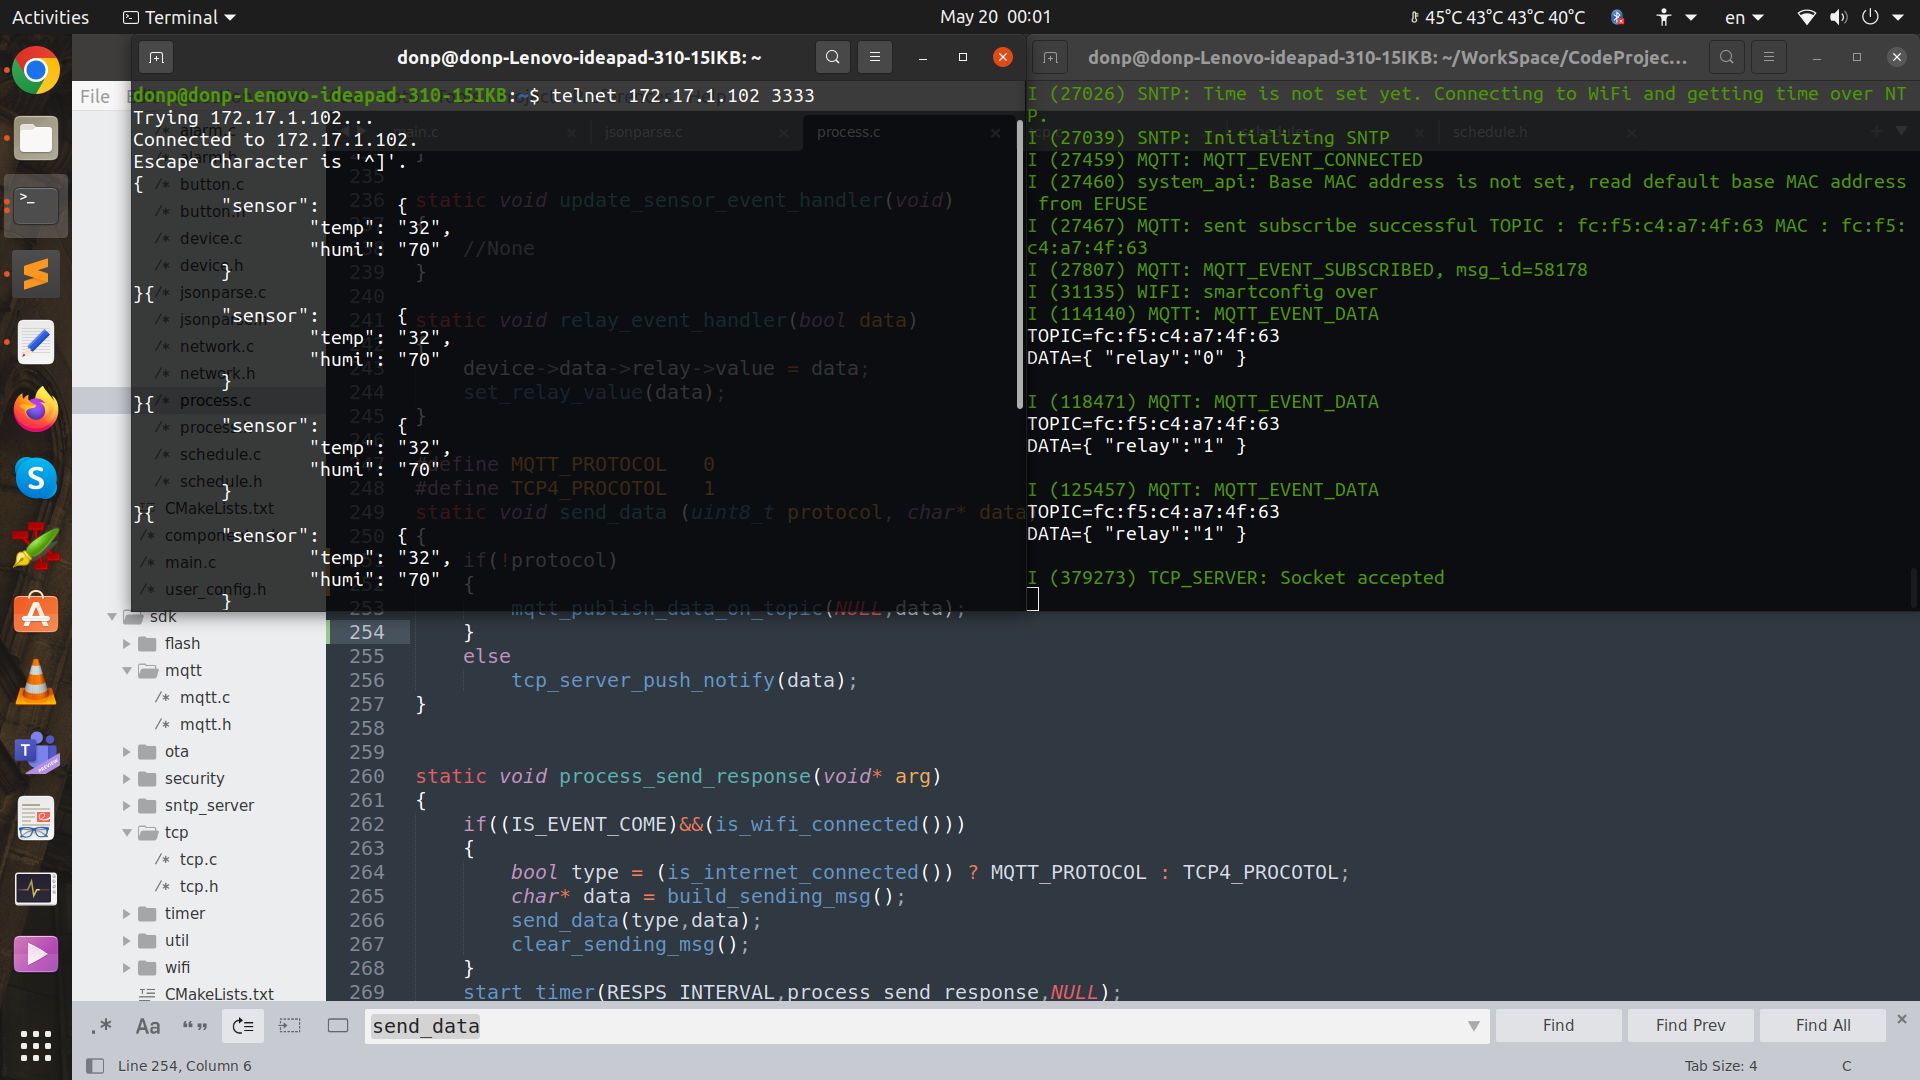 Activities
Terminal
May 20 00:01
45°C 43°C 43°C 40°C
en
donp@donp-Lenovo-ideapad-310-15IKB: ~
donp@donp-Lenovo-ideapad-310-15IKB:~$ telnet 172.17.1.102 3333
Trying 172.17.1.102...
Connected to 172.17.1.102.
Escape character is '^]'.
{
"sensor": {
"temp": "32",
"humi": "70"
}
}{
"sensor": {
"temp": "32",
"humi": "70"
}
}{
"sensor": {
"temp": "32",
"humi": "70"
}
}{
"sensor": {
"temp": "32",
"humi": "70"
}
donp@donp-Lenovo-ideapad-310-15IKB: ~/WorkSpace/CodeProjec...
I (27026) SNTP: Time is not set yet. Connecting to WiFi and getting time over NT
P.
I (27039) SNTP: Initializing SNTP
I (27459) MQTT: MQTT_EVENT_CONNECTED
I (27460) system_api: Base MAC address is not set, read default base MAC address
from EFUSE
I (27467) MQTT: sent subscribe successful TOPIC : fc:f5:c4:a7:4f:63 MAC : fc:f5:
c4:a7:4f:63
I (27807) MQTT: MQTT_EVENT_SUBSCRIBED, msg_id=58178
I (31135) WIFI: smartconfig over
I (114140) MQTT: MQTT_EVENT_DATA
TOPIC=fc:f5:c4:a7:4f:63
DATA={ "relay":"0" }
I (118471) MQTT: MQTT_EVENT_DATA
TOPIC=fc:f5:c4:a7:4f:63
DATA={ "relay":"1" }
I (125457) MQTT: MQTT_EVENT_DATA
TOPIC=fc:f5:c4:a7:4f:63
DATA={ "relay":"1" }
I (379273) TCP_SERVER: Socket accepted
File
jsonparse.c
process.c
schedule.h
button.c
button.h
device.c
device.h
jsonparse.c
network.c
network.h
process.c
schedule.c
schedule.h
CMakeLists.txt
main.c
user_config.h
sdk
flash
mqtt
mqtt.c
mqtt.h
ota
security
sntp_server
tcp
tcp.c
tcp.h
timer
util
wifi
CMakeLists.txt
235
236 static void update_sensor_event_handler(void)
//None
239 }
240
241 static void relay_event_handler(bool data)
243 device->data->relay->value = data;
244 set_relay_value(data);
245 }
#define MQTT_PROTOCOL 0
248 #define TCP4_PROCOTOL 1
249 static void send_data (uint8_t protocol, char* data
250 {
if(!protocol)
{
253 mqtt_publish_data_on_topic(NULL,data);
254 }
255 else
256 tcp_server_push_notify(data);
257 }
258
259
260 static void process_send_response(void* arg)
261 {
262 if((IS_EVENT_COME)&&(is_wifi_connected()))
263 {
264 bool type = (is_internet_connected()) ? MQTT_PROTOCOL : TCP4_PROCOTOL;
265 char* data = build_sending_msg();
266 send_data(type,data);
267 clear_sending_msg();
268 }
269 start_timer(RESPS_INTERVAL,process_send_response,NULL);
.*
Aa
“”
send_data
Find
Find Prev
Find All
Line 254, Column 6
Tab Size: 4
C